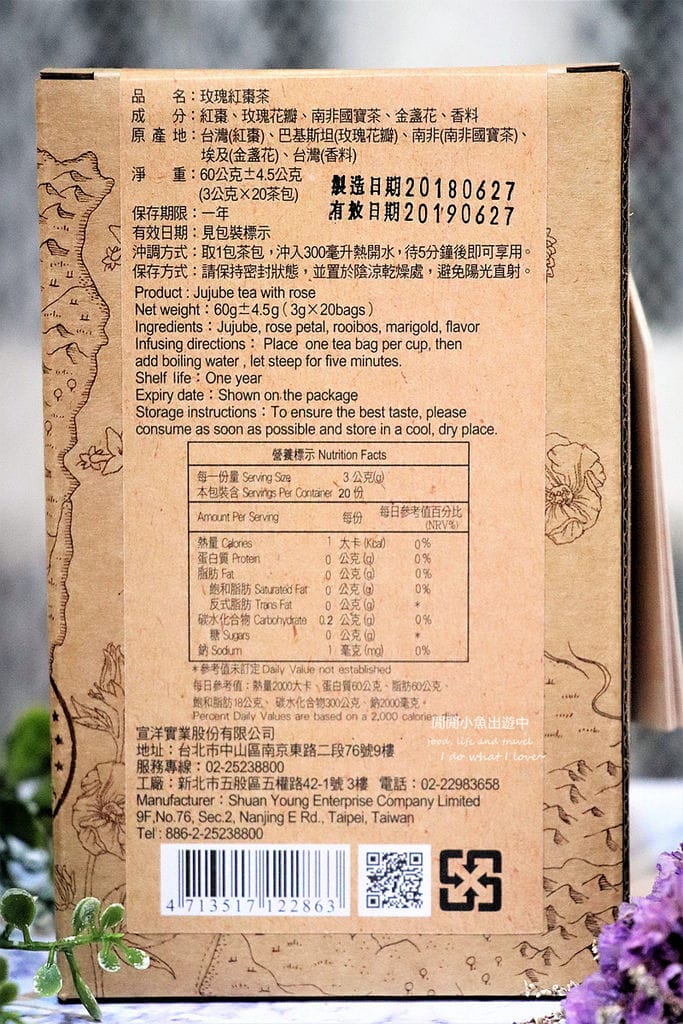 品　　名：玫瑰紅棗茶
成　　分：紅棗、玫瑰花瓣、南非國寶茶、金盞花、香料
原 產 地：台灣(紅棗)、巴基斯坦(玫瑰花瓣)、南非(南非國寶茶)、
埃及(金盞花)、台灣(香料)
淨　　重：60公克±4.5公克
(3公克×20茶包)
製造日期20180627
有效日期20190627
保存期限：一年
有效日期：見包裝標示
沖調方式：取1包茶包，沖入300毫升熱開水，待5分鐘後即可享用。
保存方式：請保持密封狀態，並置於陰涼乾燥處，避免陽光直射。
Product : Jujube tea with rose
Net weight：60g±4.5g ( 3g×20bags )
Ingredients：Jujube, rose petal, rooibos, marigold, flavor
Infusing directions： Place one tea bag per cup, then
add boiling water , let steep for five minutes.
Shelf life：One year
Expiry date：Shown on the package
Storage instructions：To ensure the best taste, please
consume as soon as possible and store in a cool, dry place.
營養標示 Nutrition Facts
每一份量 Serving Size 3 公克(g)
本包裝含 Servings Per Container 20 份
Amount Per Serving 每份 每日參考值百分比
(NRV%)
熱量 Calories 1 大卡 (Kcal) 0%
蛋白質 Protein 0 公克 (g) 0%
脂肪 Fat 0 公克 (g) 0%
飽和脂肪 Saturated Fat 0 公克 (g) 0%
反式脂肪 Trans Fat 0 公克 (g) *
碳水化合物 Carbohydrate 0.2 公克 (g) 0%
糖 Sugars 0 公克 (g) *
鈉 Sodium 1 毫克 (mg) 0%
*參考值未訂定 Daily Value not established
每日參考值：熱量2000大卡、蛋白質60公克、脂肪60公克、
飽和脂肪18公克、碳水化合物300公克、鈉2000毫克。
Percent Daily Values are based on a 2,000
閒閒小魚出遊中
food, life and travel
I do what I love~
宣洋實業股份有限公司
地址：台北市中山區南京東路二段76號9樓
服務專線：02-25238800
工廠：新北市五股區五權路42-1號 3樓 電話：02-22983658
Manufacturer：Shuan Young Enterprise Company Limited
9F,No.76, Sec.2, Nanjing E Rd., Taipei, Taiwan
Tel : 886-2-25238800
4 713517 122863